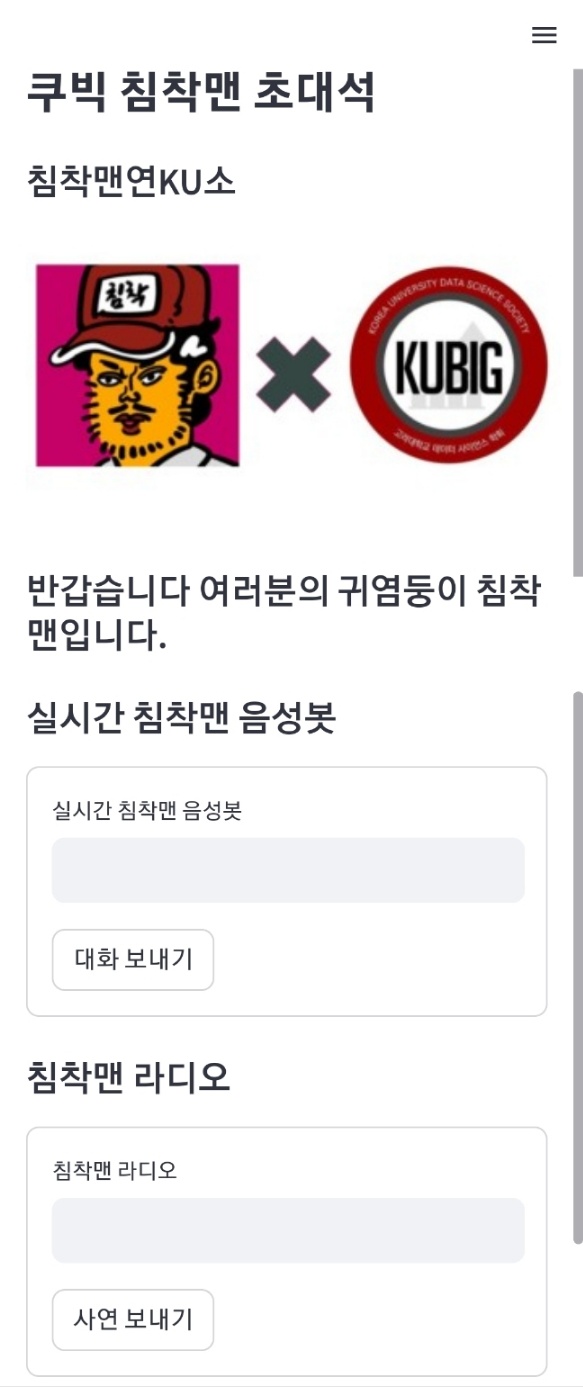 쿠빅 침착맨 초대석
침착맨연KU소
침착
KOREA UNIVERSITY DATA SCIENCE SOCIETY
KUBIG
고려대학교 데이터 사이언스 학회
반갑습니다 여러분의 귀염둥이 침착
맨입니다.
실시간 침착맨 음성봇
실시간 침착맨 음성봇
대화 보내기
침착맨 라디오
침착맨 라디오
사연 보내기